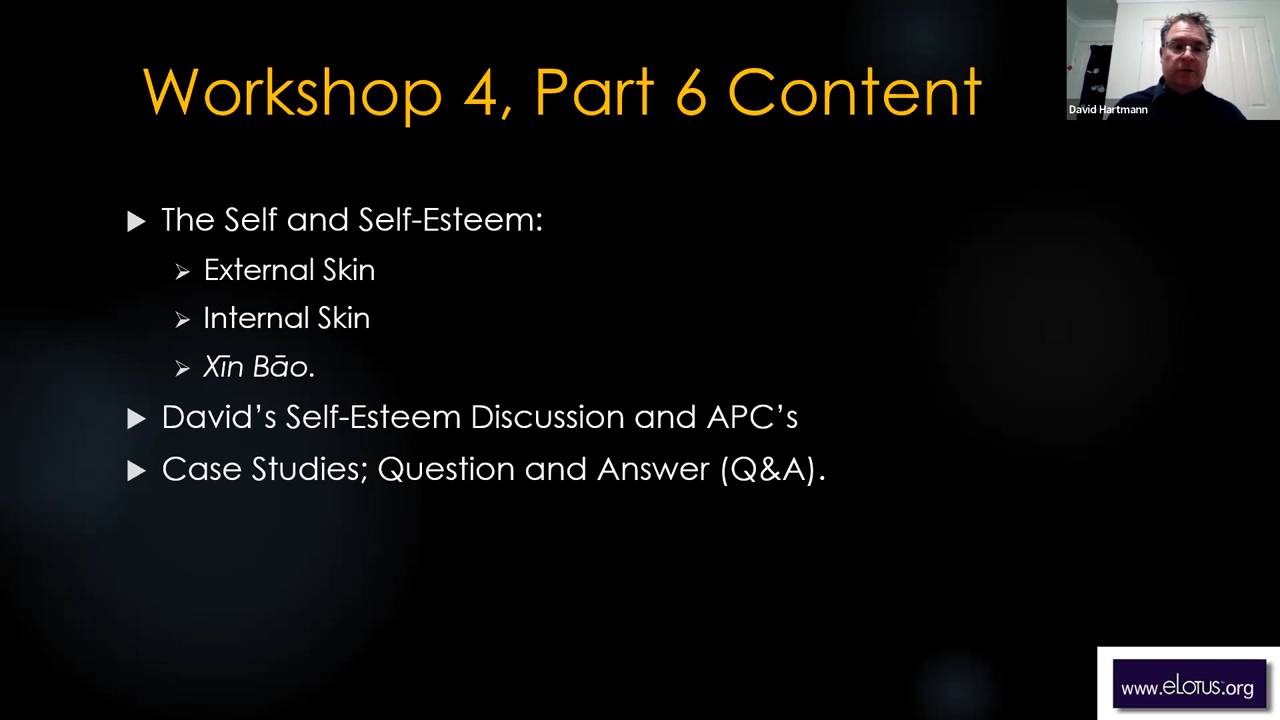 Workshop 4, Part 6 Content
David Hartmann
The Self and Self-Esteem:
External Skin
Internal Skin
Xīn Bāo.
David’s Self-Esteem Discussion and APC’s
Case Studies; Question and Answer (Q&A).
www.eLotus.org